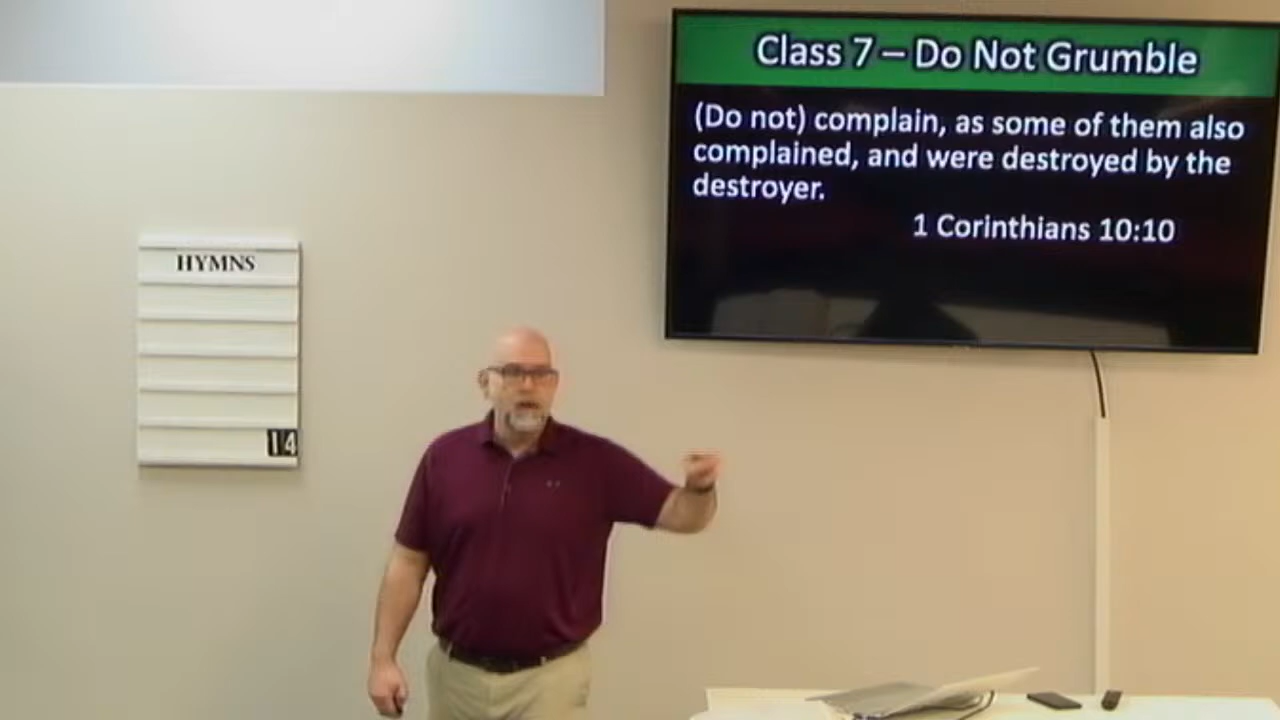 Class 7 – Do Not Grumble
(Do not) complain, as some of them also
complained, and were destroyed by the
destroyer.
1 Corinthians 10:10
HYMNS
14